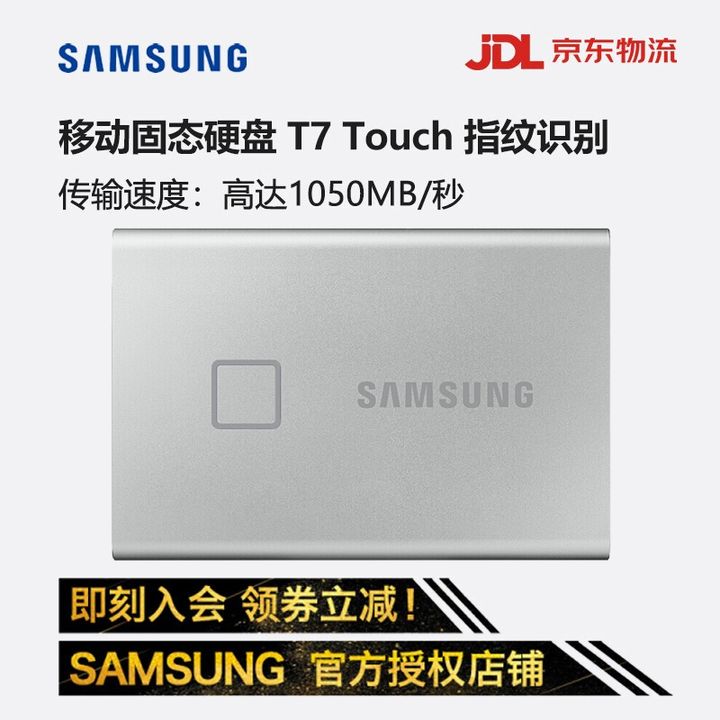 SAMSUNG
JDL 京东物流
移动固态硬盘 T7 Touch 指纹识别
传输速度：高达1050MB/秒
SAMSUNG
即刻入会 领券立减！
SAMSUNG 官方授权店铺